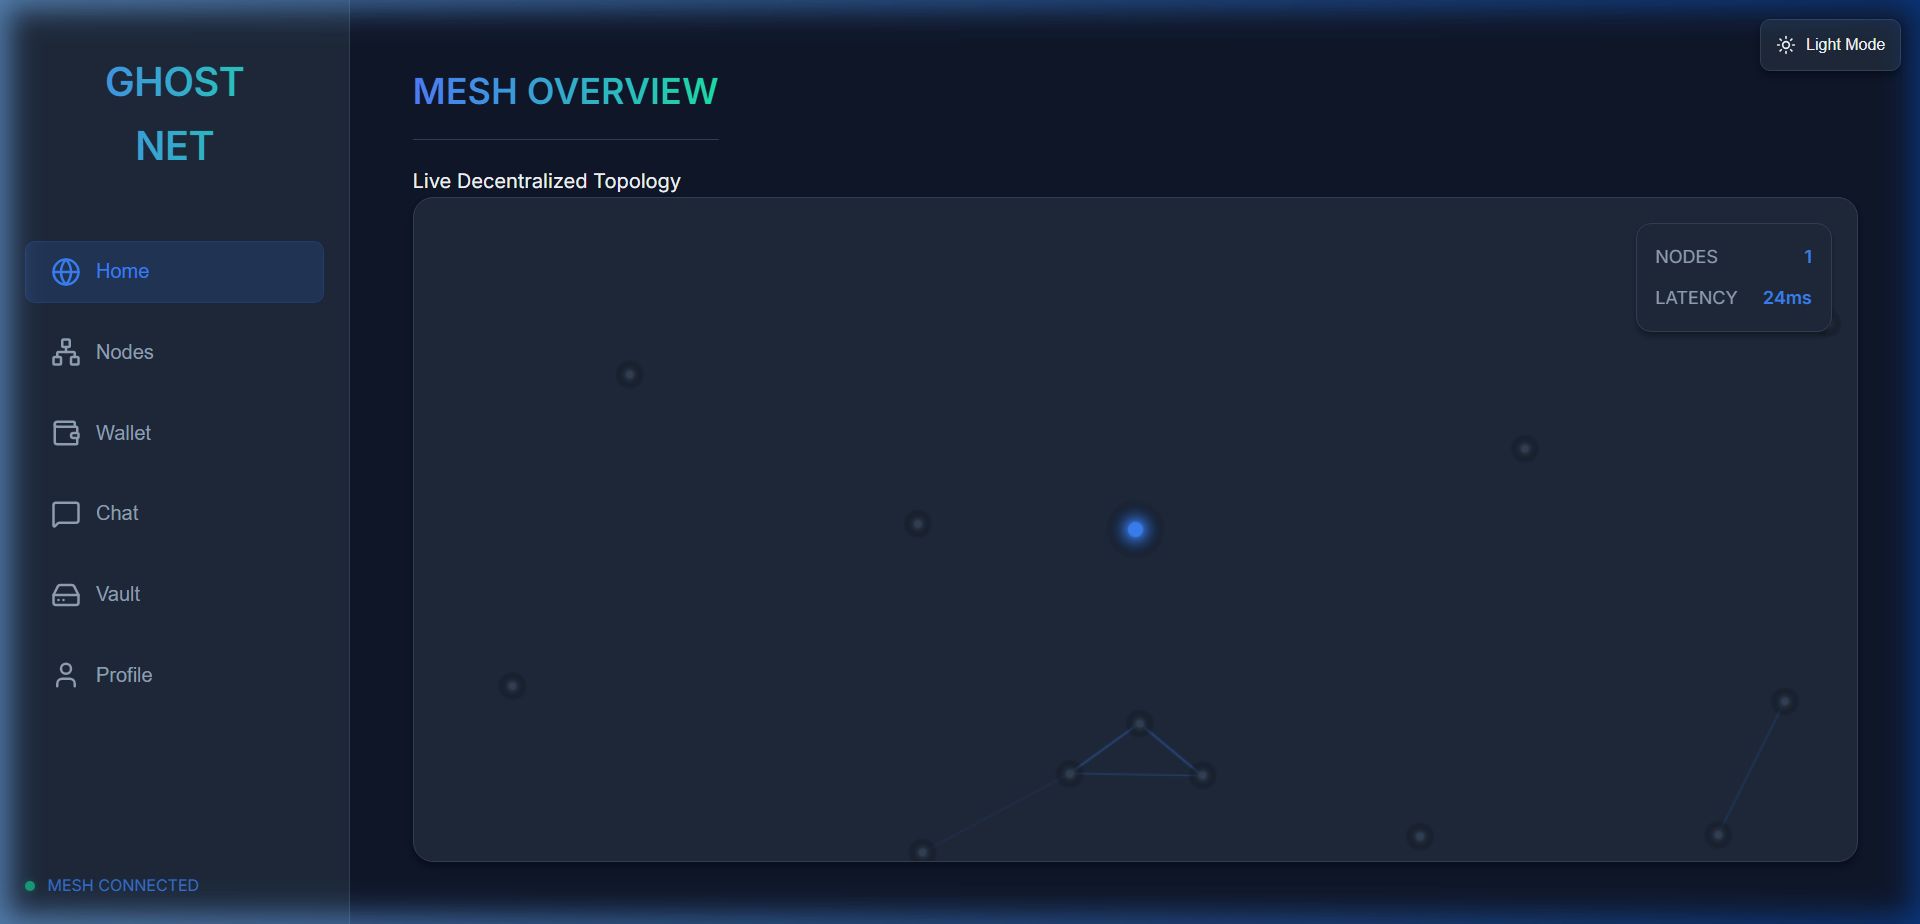 GHOST
NET
Home
Nodes
Wallet
Chat
Vault
Profile
MESH CONNECTED
Light Mode
MESH OVERVIEW
Live Decentralized Topology
NODES 1
LATENCY 24ms